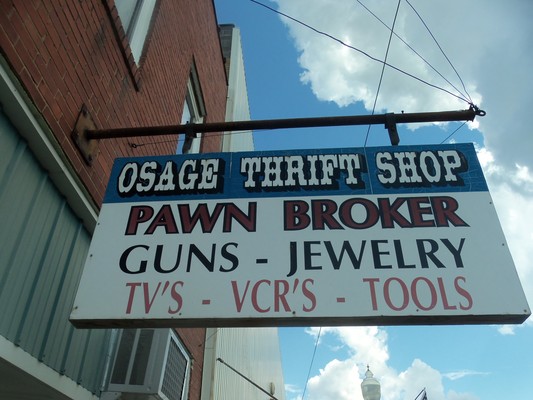 OSAGE THRIFT SHOP
PAWN BROKER
GUNS - JEWELRY
TV'S - VCR'S - TOOLS